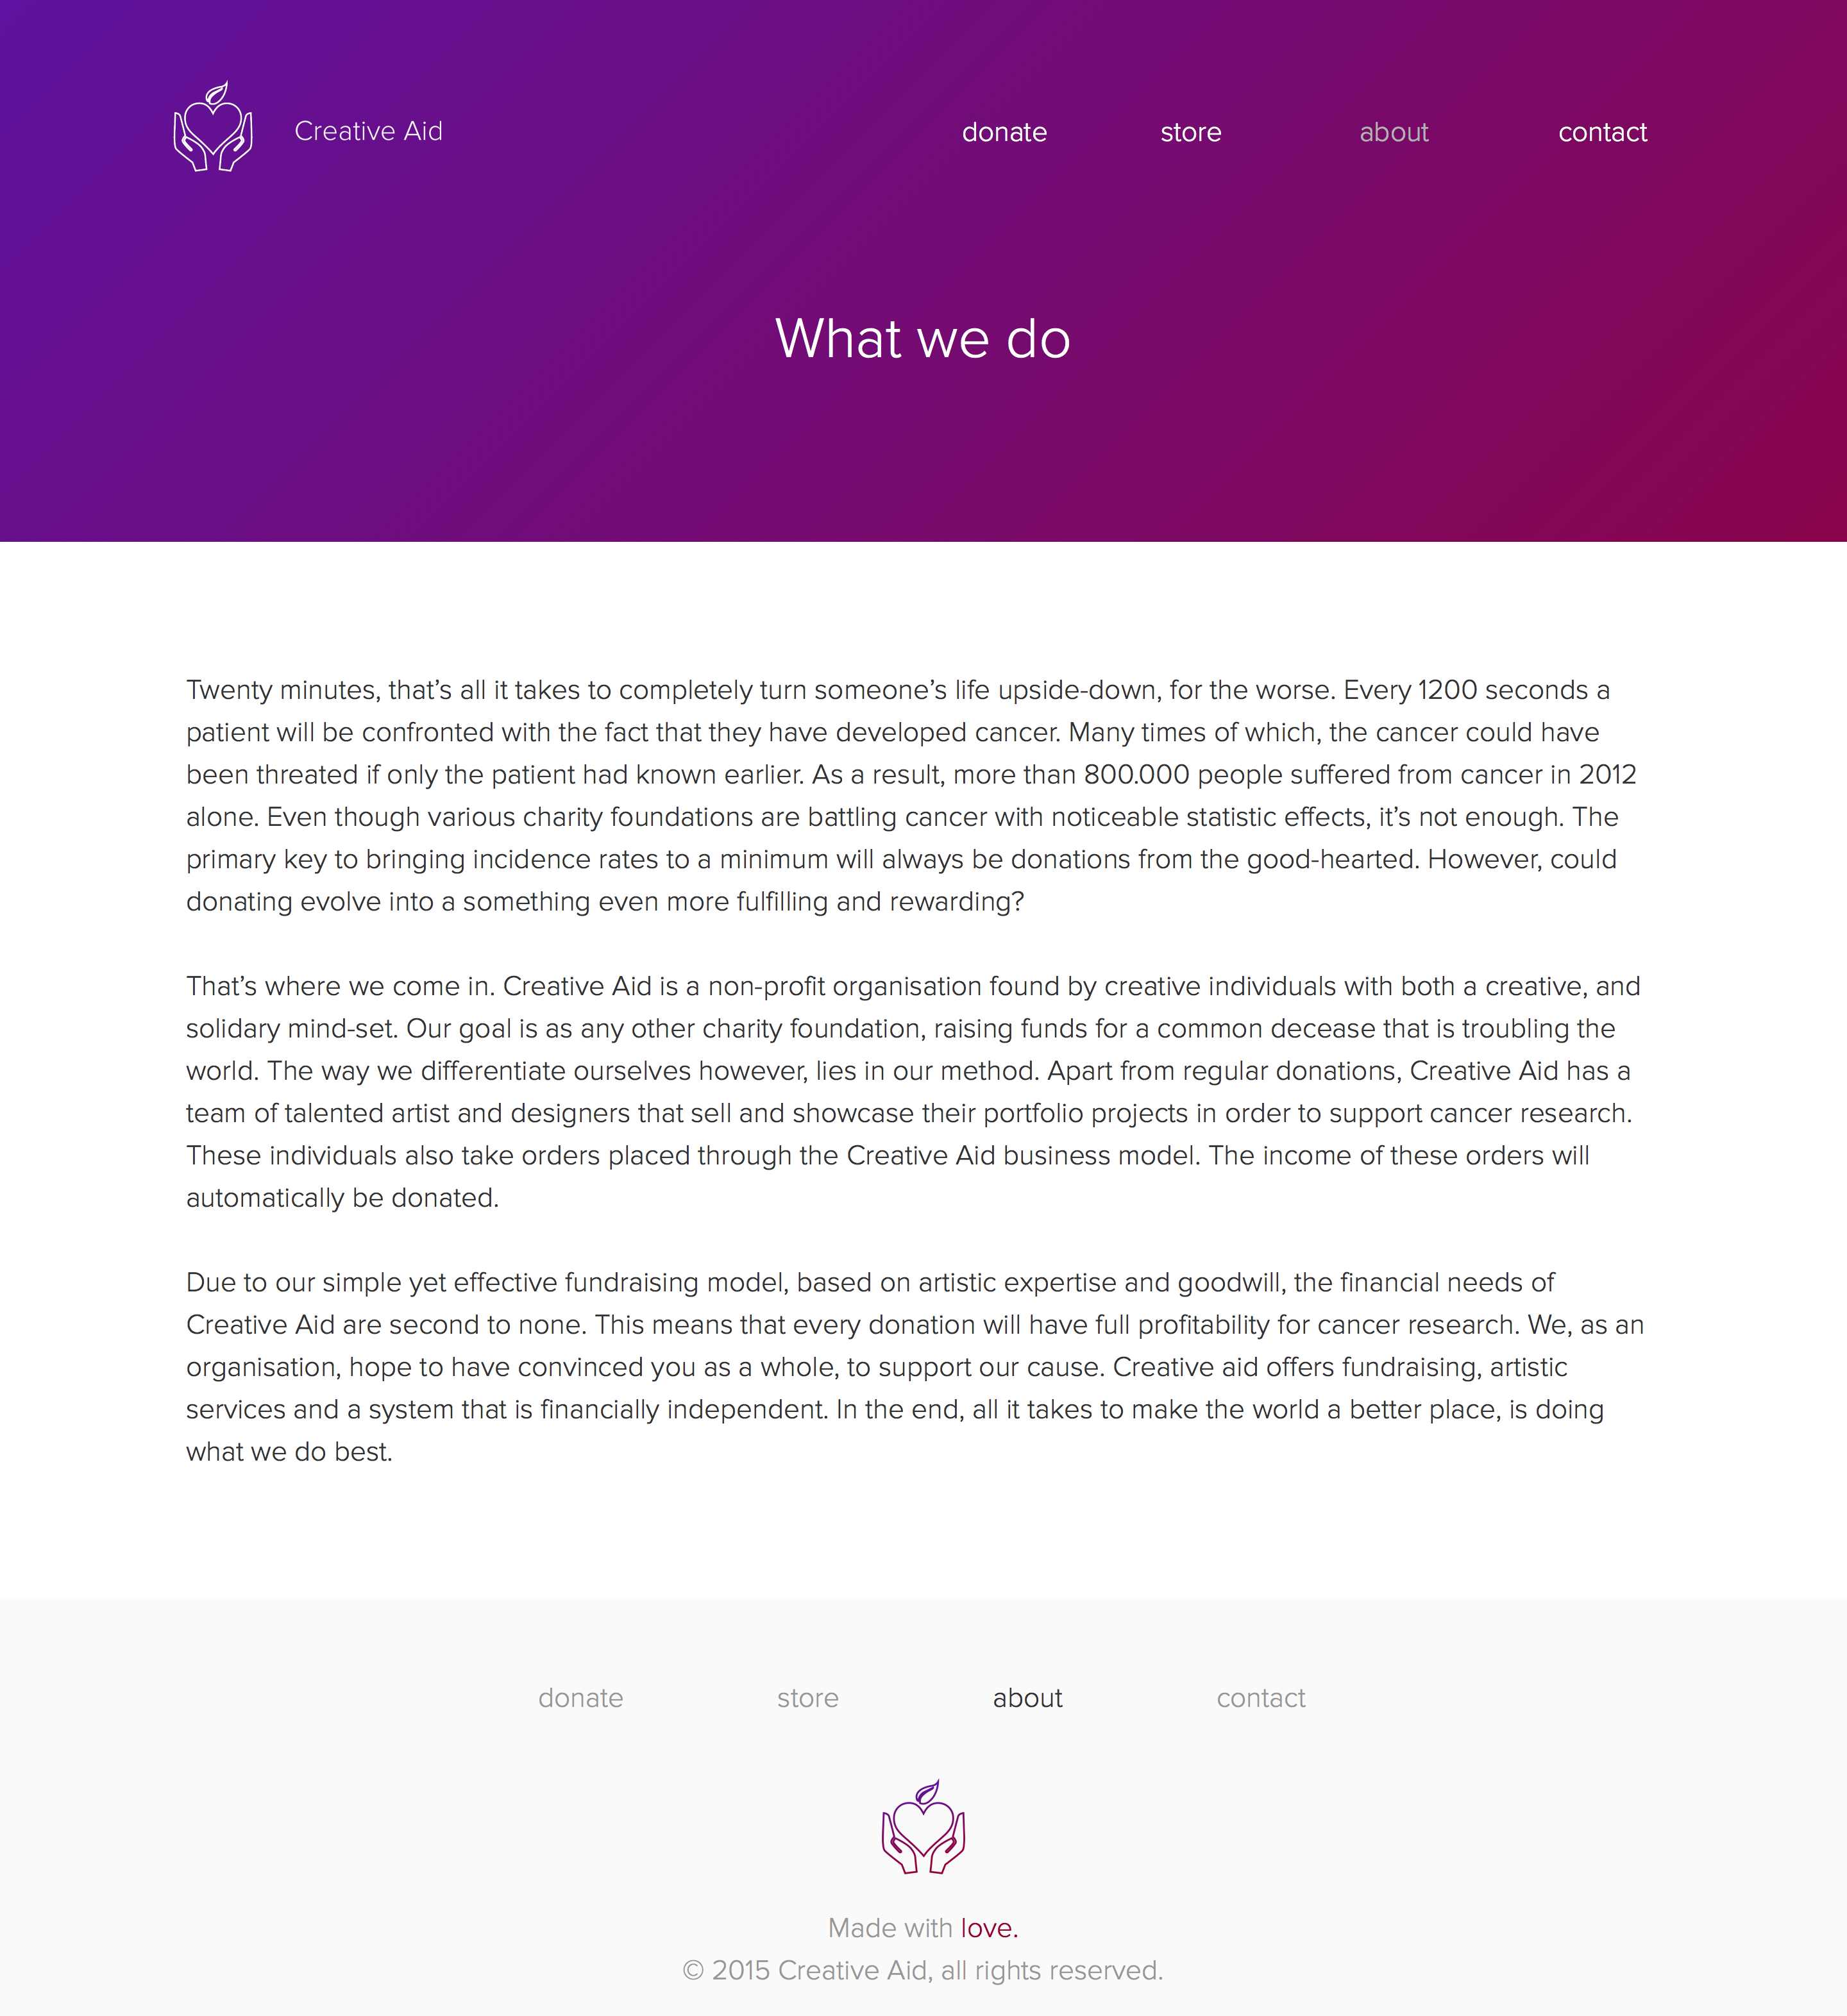 Creative Aid
donate
store
about
contact
What we do
Twenty minutes, that’s all it takes to completely turn someone’s life upside-down, for the worse. Every 1200 seconds a
patient will be confronted with the fact that they have developed cancer. Many times of which, the cancer could have
been threated if only the patient had known earlier. As a result, more than 800.000 people suffered from cancer in 2012
alone. Even though various charity foundations are battling cancer with noticeable statistic effects, it’s not enough. The
primary key to bringing incidence rates to a minimum will always be donations from the good-hearted. However, could
donating evolve into a something even more fulfilling and rewarding?
That’s where we come in. Creative Aid is a non-profit organisation found by creative individuals with both a creative, and
solidary mind-set. Our goal is as any other charity foundation, raising funds for a common decease that is troubling the
world. The way we differentiate ourselves however, lies in our method. Apart from regular donations, Creative Aid has a
team of talented artist and designers that sell and showcase their portfolio projects in order to support cancer research.
These individuals also take orders placed through the Creative Aid business model. The income of these orders will
automatically be donated.
Due to our simple yet effective fundraising model, based on artistic expertise and goodwill, the financial needs of
Creative Aid are second to none. This means that every donation will have full profitability for cancer research. We, as an
organisation, hope to have convinced you as a whole, to support our cause. Creative aid offers fundraising, artistic
services and a system that is financially independent. In the end, all it takes to make the world a better place, is doing
what we do best.
donate
store
about
contact
Made with love.
© 2015 Creative Aid, all rights reserved.